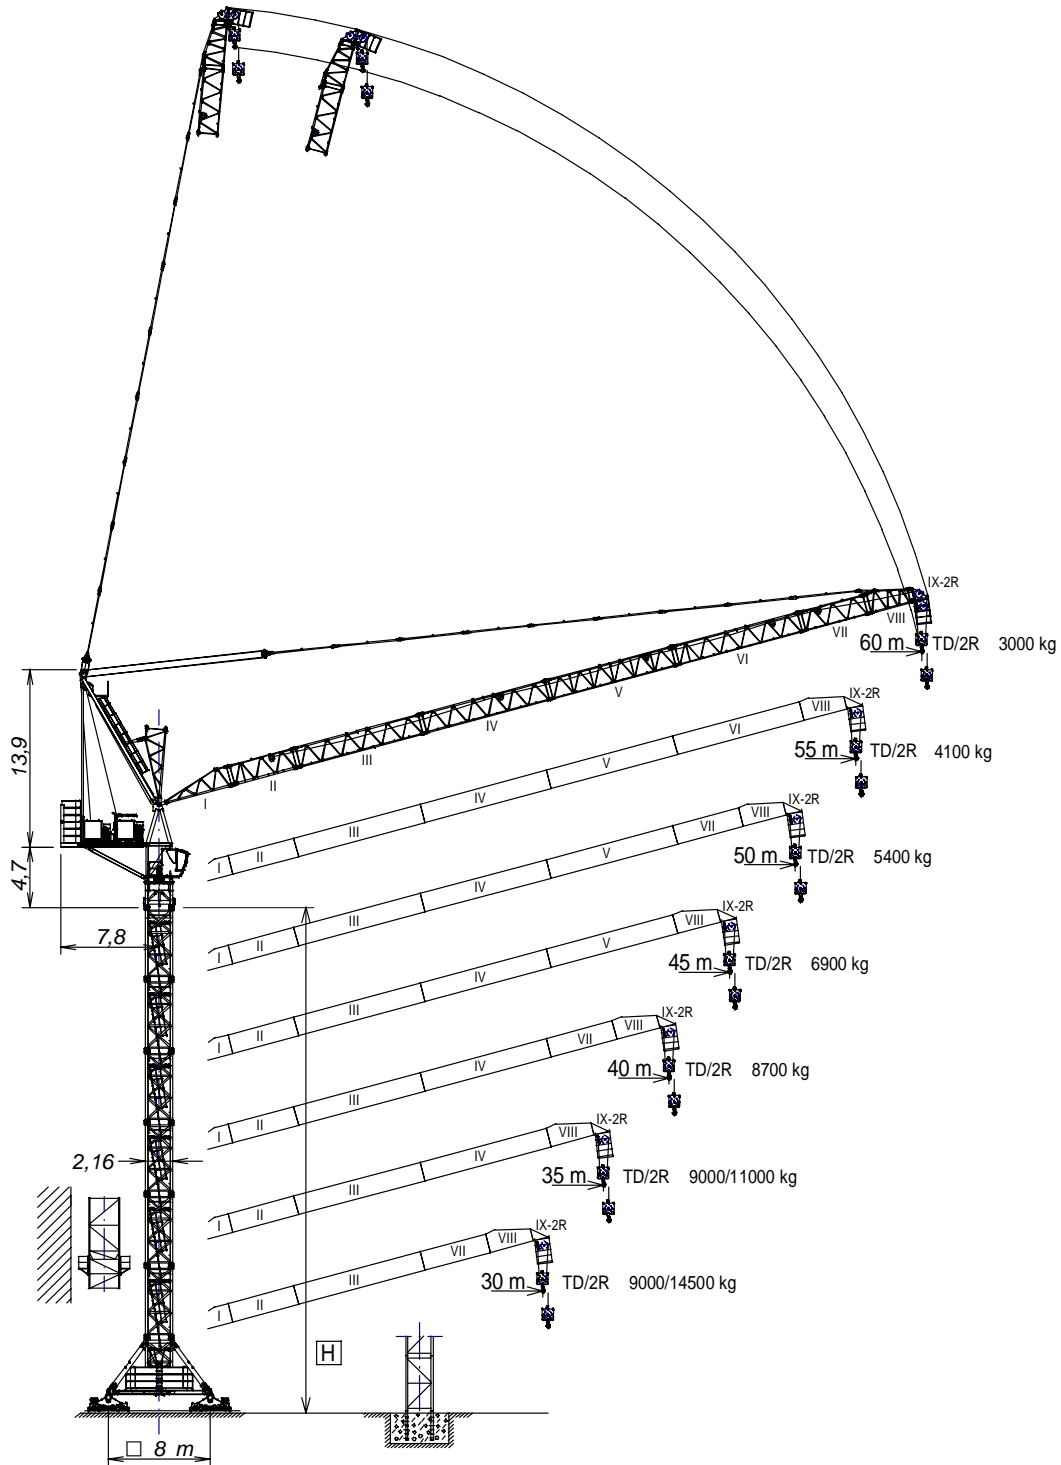 IX-2R
VIII
VII
60 m TD/2R 3000 kg
VI
V
IV
III
II
I
13,9
4,7
7,8
IX-2R
VIII
VI
55 m TD/2R 4100 kg
V
IV
III
II
I
IX-2R
VIII
VII
50 m TD/2R 5400 kg
V
IV
III
II
I
IX-2R
VIII
45 m TD/2R 6900 kg
V
IV
III
II
I
IX-2R
VIII
VII
40 m TD/2R 8700 kg
IV
III
II
I
2,16
IX-2R
VIII
35 m TD/2R 9000/11000 kg
IV
III
II
I
IX-2R
VIII
VII
30 m TD/2R 9000/14500 kg
III
II
I
H
□ 8 m